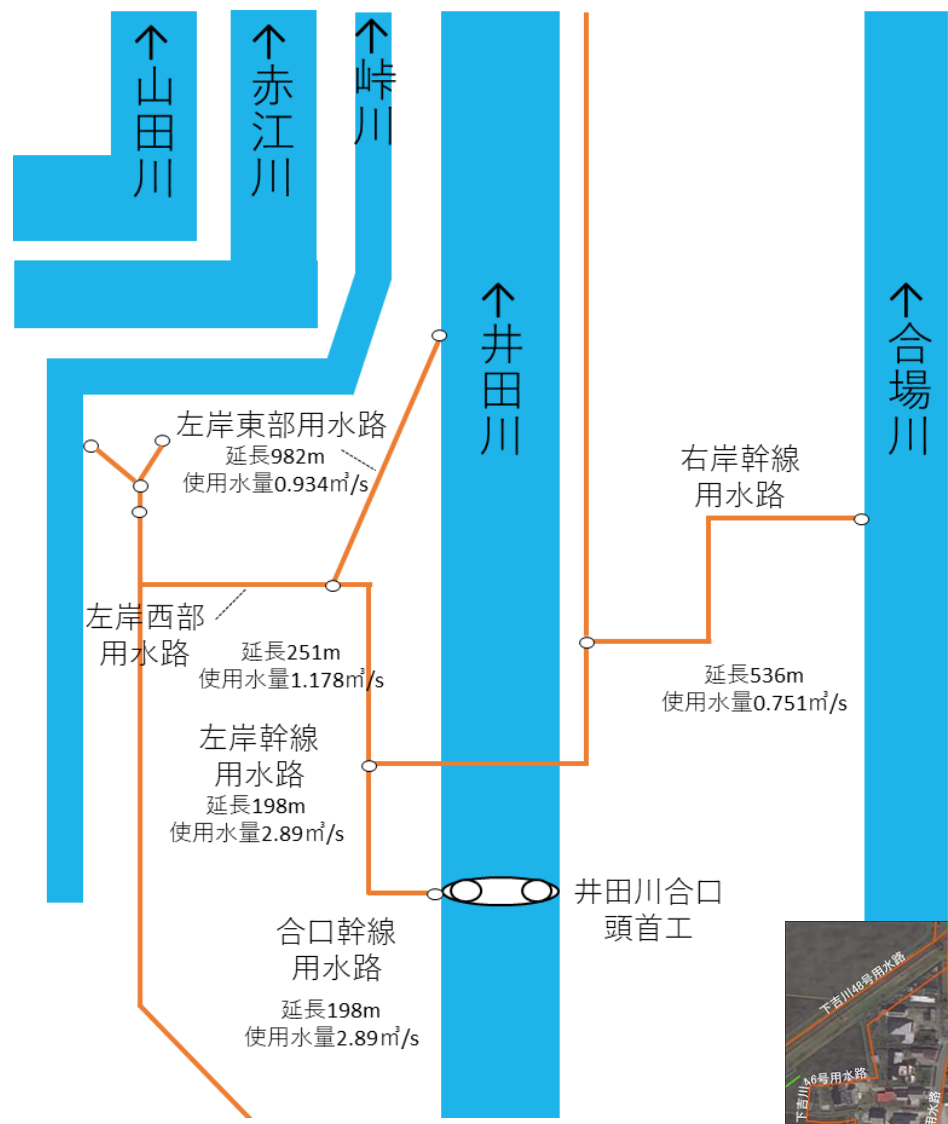 ↑山田川
↑赤江川
↑峠川
↑井田川
↑合場川
左岸東部用水路
延長982m
使用水量0.934㎥/s
右岸幹線
用水路
延長536m
使用水量0.751㎥/s
左岸西部
用水路
延長251m
使用水量1.178㎥/s
左岸幹線
用水路
延長198m
使用水量2.89㎥/s
井田川合口
頭首工
合口幹線
用水路
延長198m
使用水量2.89㎥/s
下吉川48号用水路
46号用水路
下吉川
用水路